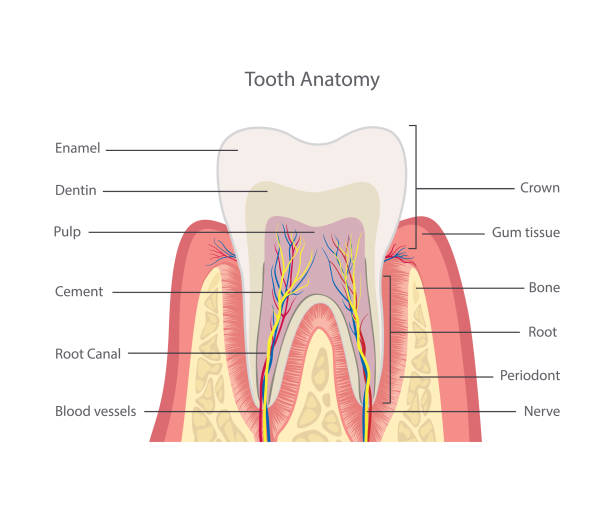 Tooth Anatomy
Enamel
Dentin
Pulp
Cement
Root Canal
Blood vessels
Crown
Gum tissue
Bone
Root
Periodont
Nerve